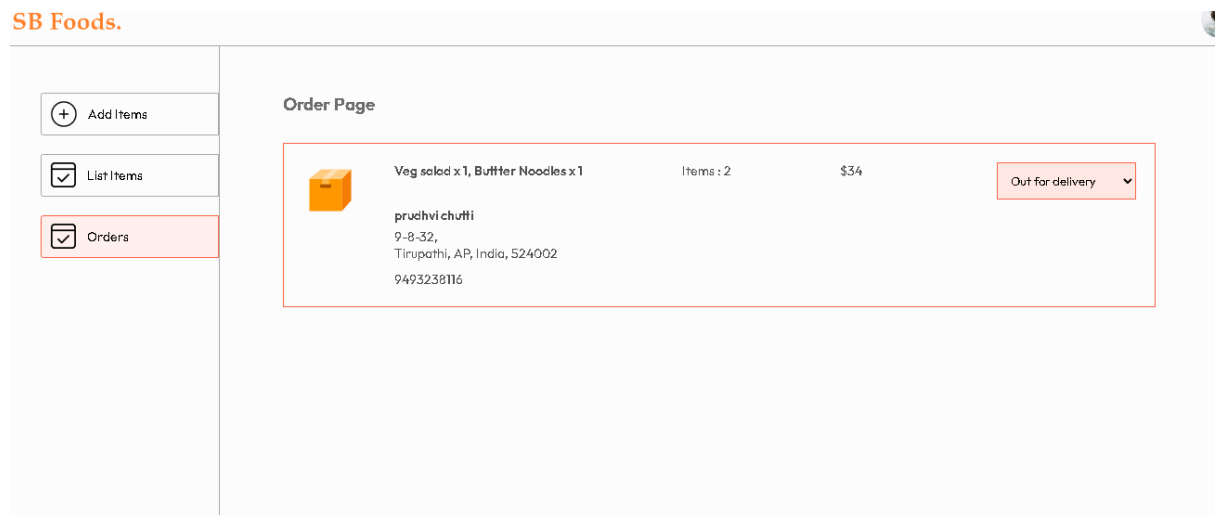 SB Foods.
Add Items
List Items
Orders
Order Page
Veg salad x 1, Buttter Noodles x 1
Items : 2
$34
Out for delivery
prudhvi chutti
9-8-32,
Tirupathi, AP, India, 524002
9493238116